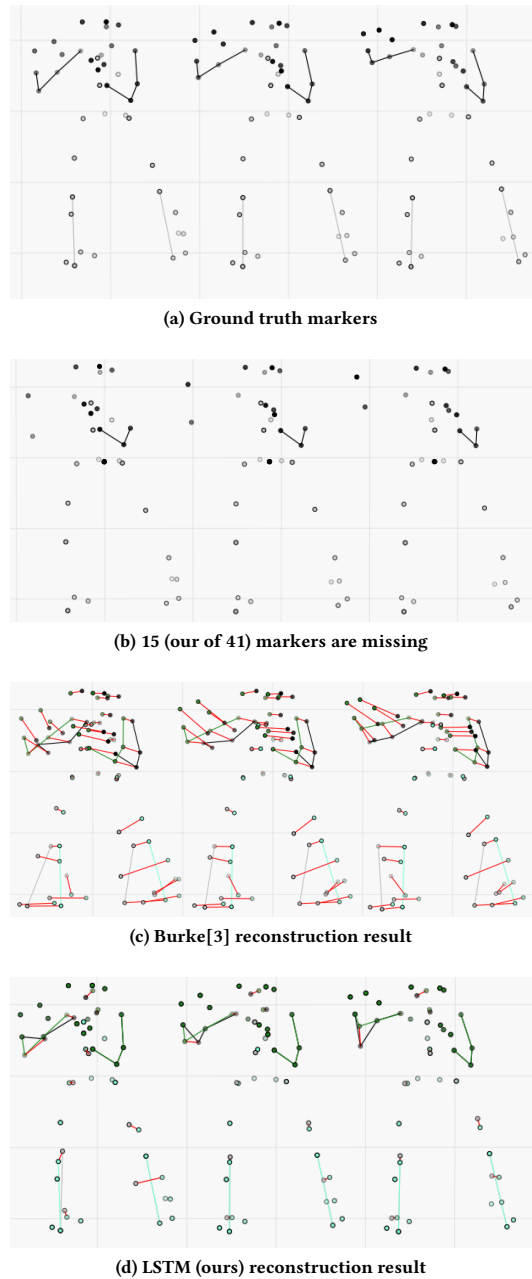 (a) Ground truth markers
(b) 15 (our of 41) markers are missing
(c) Burke[3] reconstruction result
(d) LSTM (ours) reconstruction result